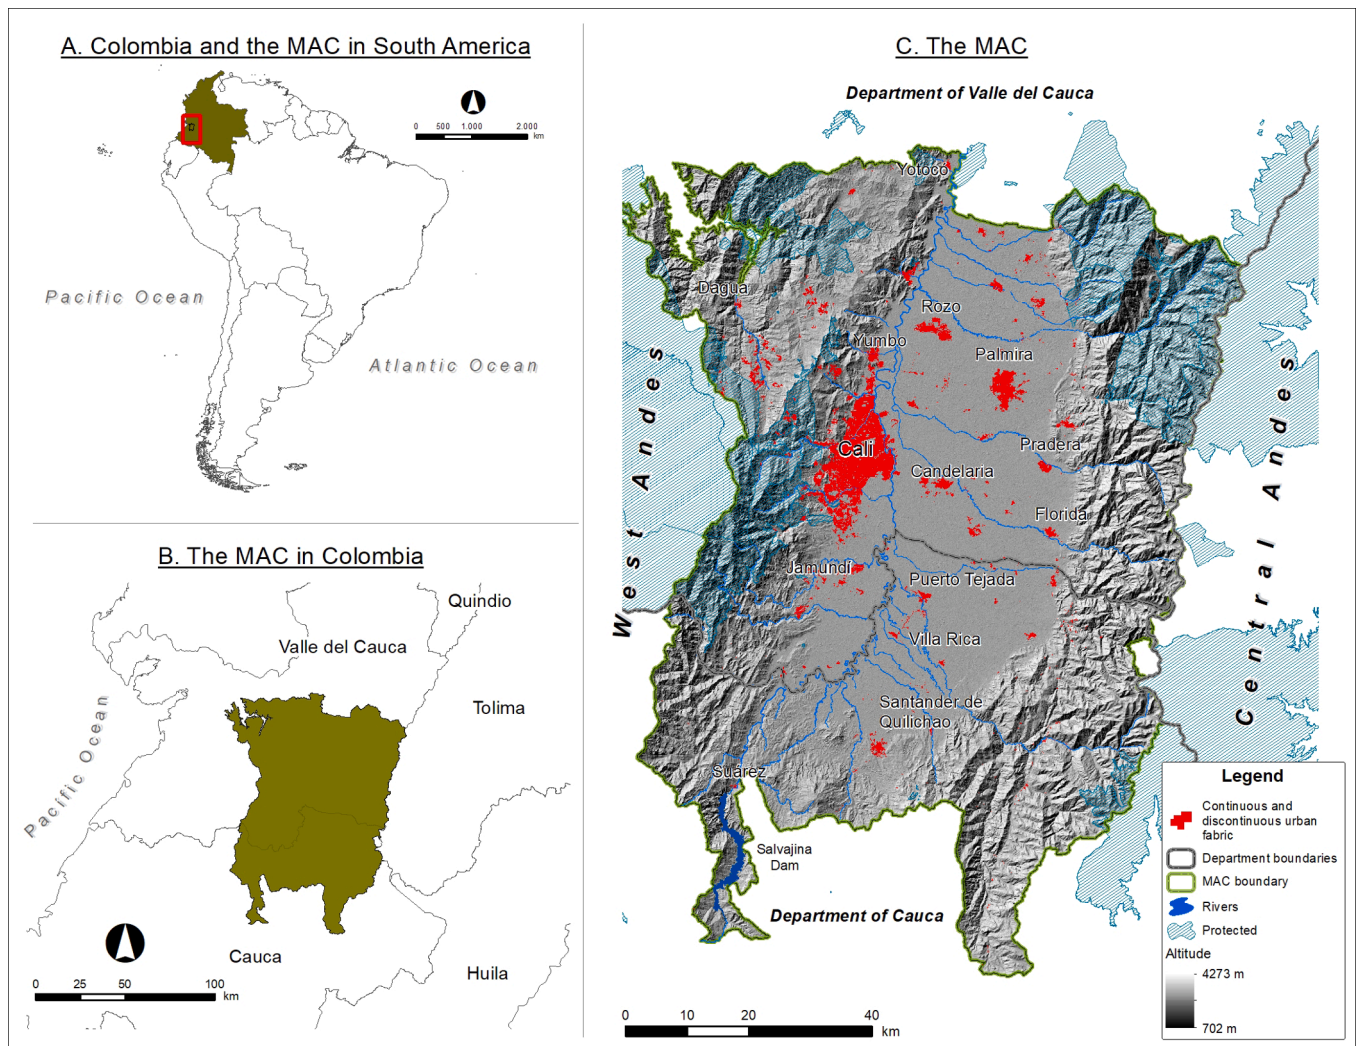 A. Colombia and the MAC in South America
0 500 1.000 2.000
km
Pacific Ocean
Atlantic Ocean
B. The MAC in Colombia
Quindio
Valle del Cauca
Tolima
Pacific Ocean
Cauca
Huila
0 25 50 100
km
C. The MAC
Department of Valle del Cauca
Yotoco
Dagua
Rozo
Yumbo
Palmira
West Andes
Cali
Pradera
Candelaria
Central Andes
Florida
Jamundí
Puerto Tejada
Villa Rica
Santander de
Quilichao
Suárez
Salvajina
Dam
Department of Cauca
0 10 20 40
km
Legend
Continuous and
discontinuous urban
fabric
Department boundaries
MAC boundary
Rivers
Protected
Altitude
4273 m
702 m